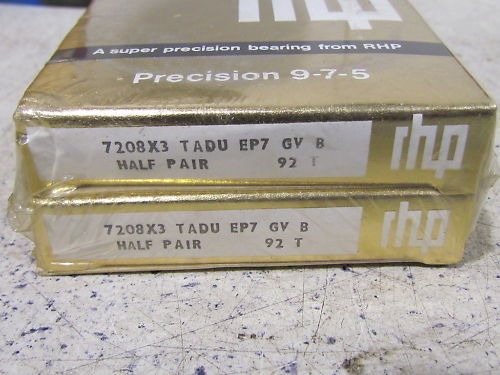 rhp
A super precision bearing from RHP
Precision 9-7-5
7208X3 TADU EP7 GV B
HALF PAIR 92 T
rhp
7208X3 TADU EP7 GV B
HALF PAIR 92 T
rhp